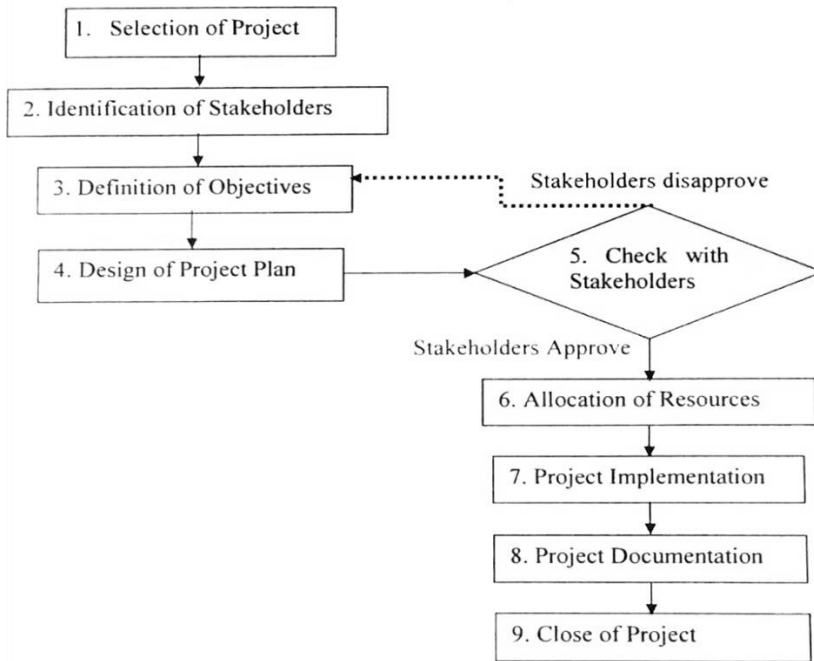 1. Selection of Project
2. Identification of Stakeholders
3. Definition of Objectives
Stakeholders disapprove
4. Design of Project Plan
5. Check with
Stakeholders
Stakeholders Approve
6. Allocation of Resources
7. Project Implementation
8. Project Documentation
9. Close of Project